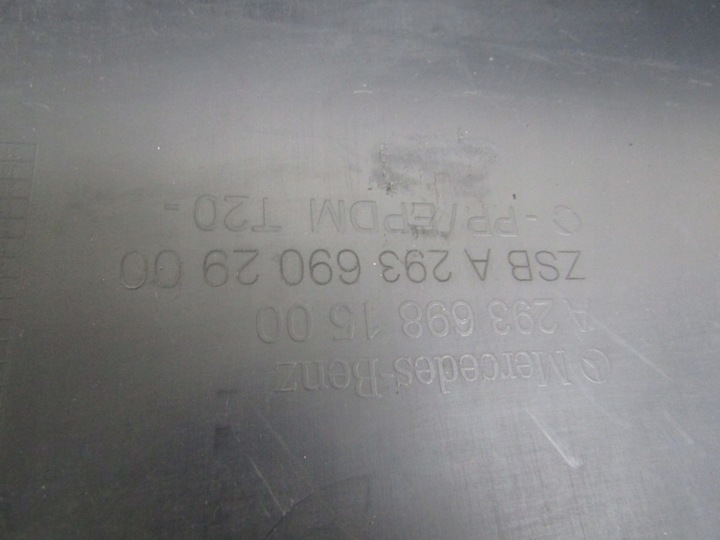 Mercedes-Benz
A 293 698 15 00
ZSB A 293 690 29 00
- PP/EPDM T20 -